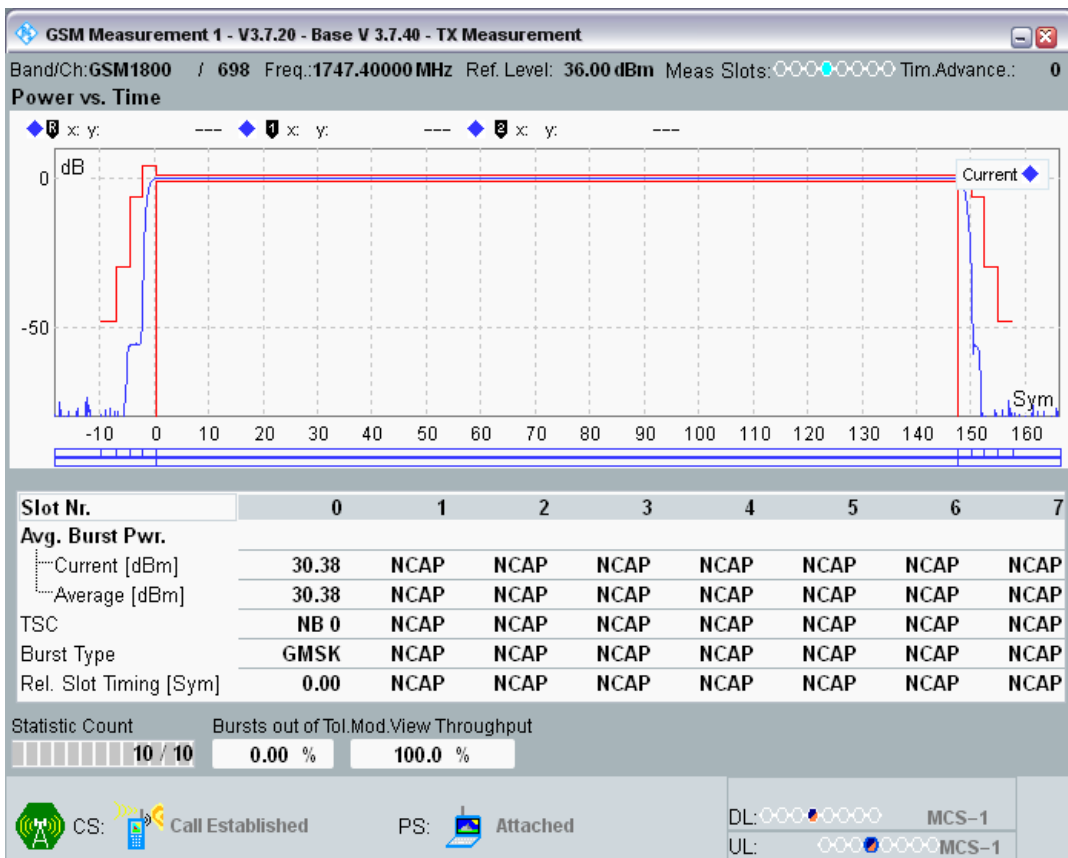 GSM Measurement 1 - V3.7.20 - Base V 3.7.40 - TX Measurement
Band/Ch:GSM1800 / 698 Freq.:1747.40000 MHz Ref. Level: 36.00 dBm Meas Slots: Tim.Advance.: 0
Power vs. Time
R x: y: --- 1 x: y: --- 2 x: y: ---
dB
0
Current
-50
Sym
-10 0 10 20 30 40 50 60 70 80 90 100 110 120 130 140 150 160
Slot Nr. 0 1 2 3 4 5 6 7
Avg. Burst Pwr.
Current [dBm] 30.38 NCAP NCAP NCAP NCAP NCAP NCAP NCAP
Average [dBm] 30.38 NCAP NCAP NCAP NCAP NCAP NCAP NCAP
TSC NB 0 NCAP NCAP NCAP NCAP NCAP NCAP NCAP
Burst Type GMSK NCAP NCAP NCAP NCAP NCAP NCAP NCAP
Rel. Slot Timing [Sym] 0.00 NCAP NCAP NCAP NCAP NCAP NCAP NCAP
Statistic Count Bursts out of Tol.Mod.View Throughput
10 / 10 0.00 % 100.0 %
CS: Call Established PS: Attached
DL: MCS-1
UL: MCS-1